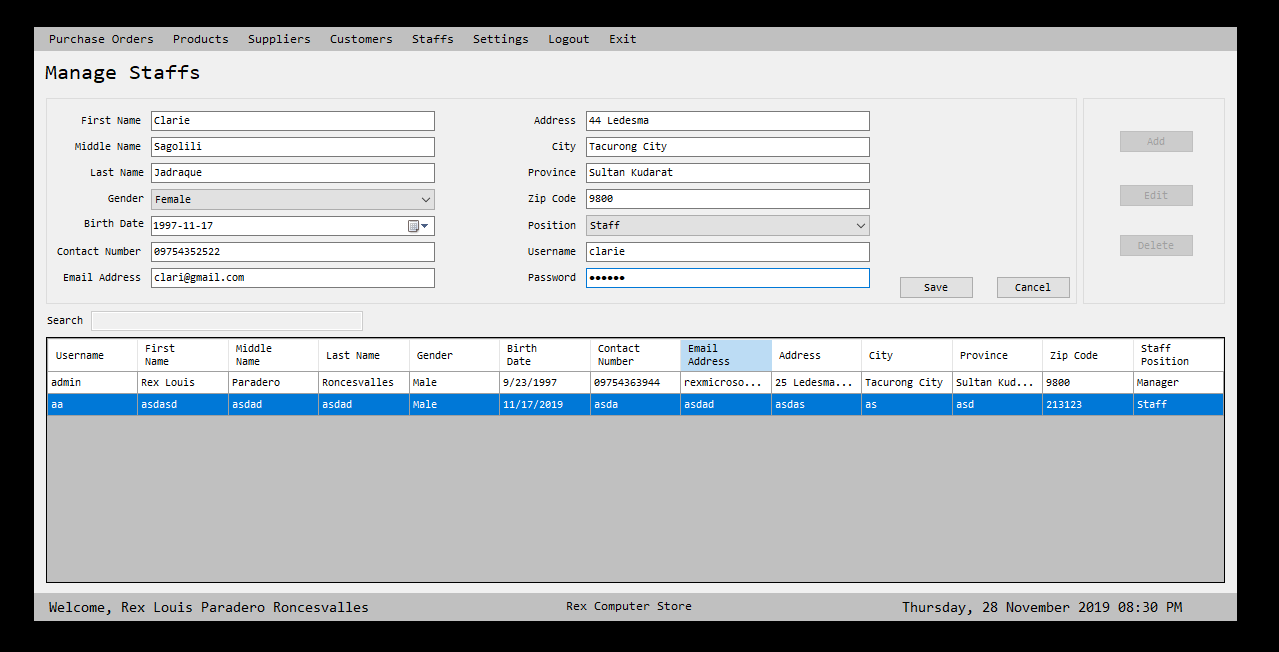 Purchase Orders Products Suppliers Customers Staffs Settings Logout Exit
Manage Staffs
First Name Clarie Address 44 Ledesma
Add
Middle Name Sagolili City Tacurong City
Last Name Jadraque Province Sultan Kudarat
Gender Female Zip Code 9800
Edit
Birth Date 1997-11-17 Position Staff
Contact Number 09754352522 Username clarie
Delete
Email Address clari@gmail.com Password ●●●●●●
Save Cancel
Search
Username First Name Middle Name Last Name Gender Birth Date Contact Number Email Address Address City Province Zip Code Staff Position
admin Rex Louis Paradero Roncesvalles Male 9/23/1997 09754363944 rexmicroso... 25 Ledesma... Tacurong City Sultan Kud... 9800 Manager
aa asdasd asdad asdad Male 11/17/2019 asda asdad asdas as asd 213123 Staff
Welcome, Rex Louis Paradero Roncesvalles Rex Computer Store Thursday, 28 November 2019 08:30 PM